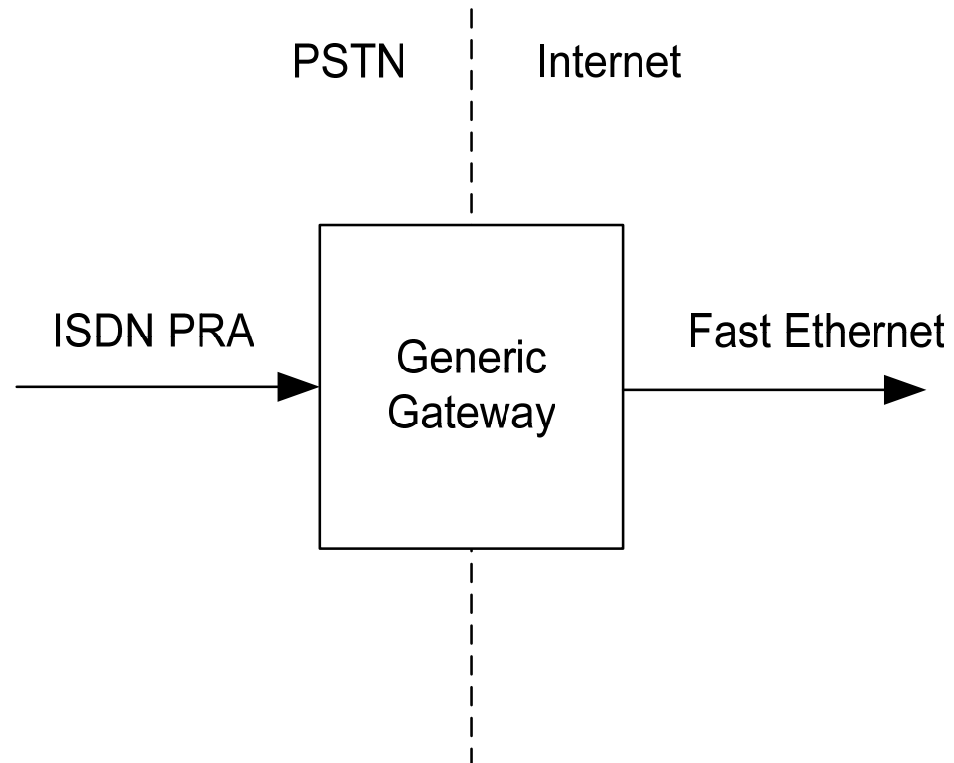 PSTN
Internet
ISDN PRA
Generic
Gateway
Fast Ethernet